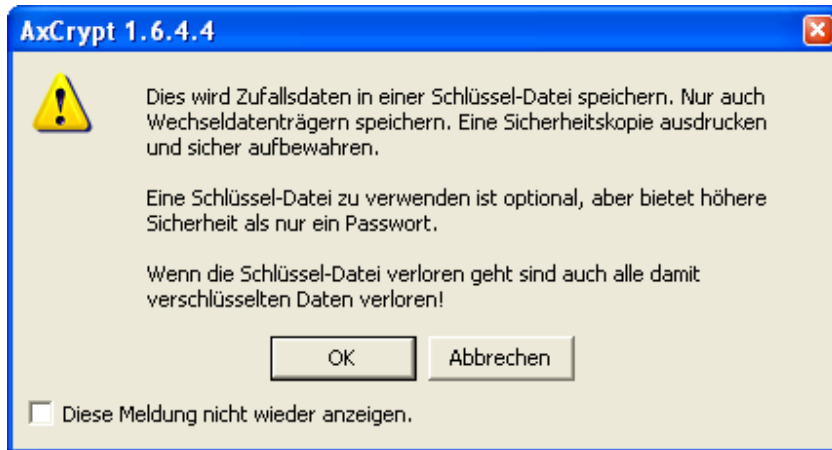 AxCrypt 1.6.4.4
Dies wird Zufallsdaten in einer Schlüssel-Datei speichern. Nur auch
Wechseldatenträgern speichern. Eine Sicherheitskopie ausdrucken
und sicher aufbewahren.
Eine Schlüssel-Datei zu verwenden ist optional, aber bietet höhere
Sicherheit als nur ein Passwort.
Wenn die Schlüssel-Datei verloren geht sind auch alle damit
verschlüsselten Daten verloren!
OK
Abbrechen
Diese Meldung nicht wieder anzeigen.